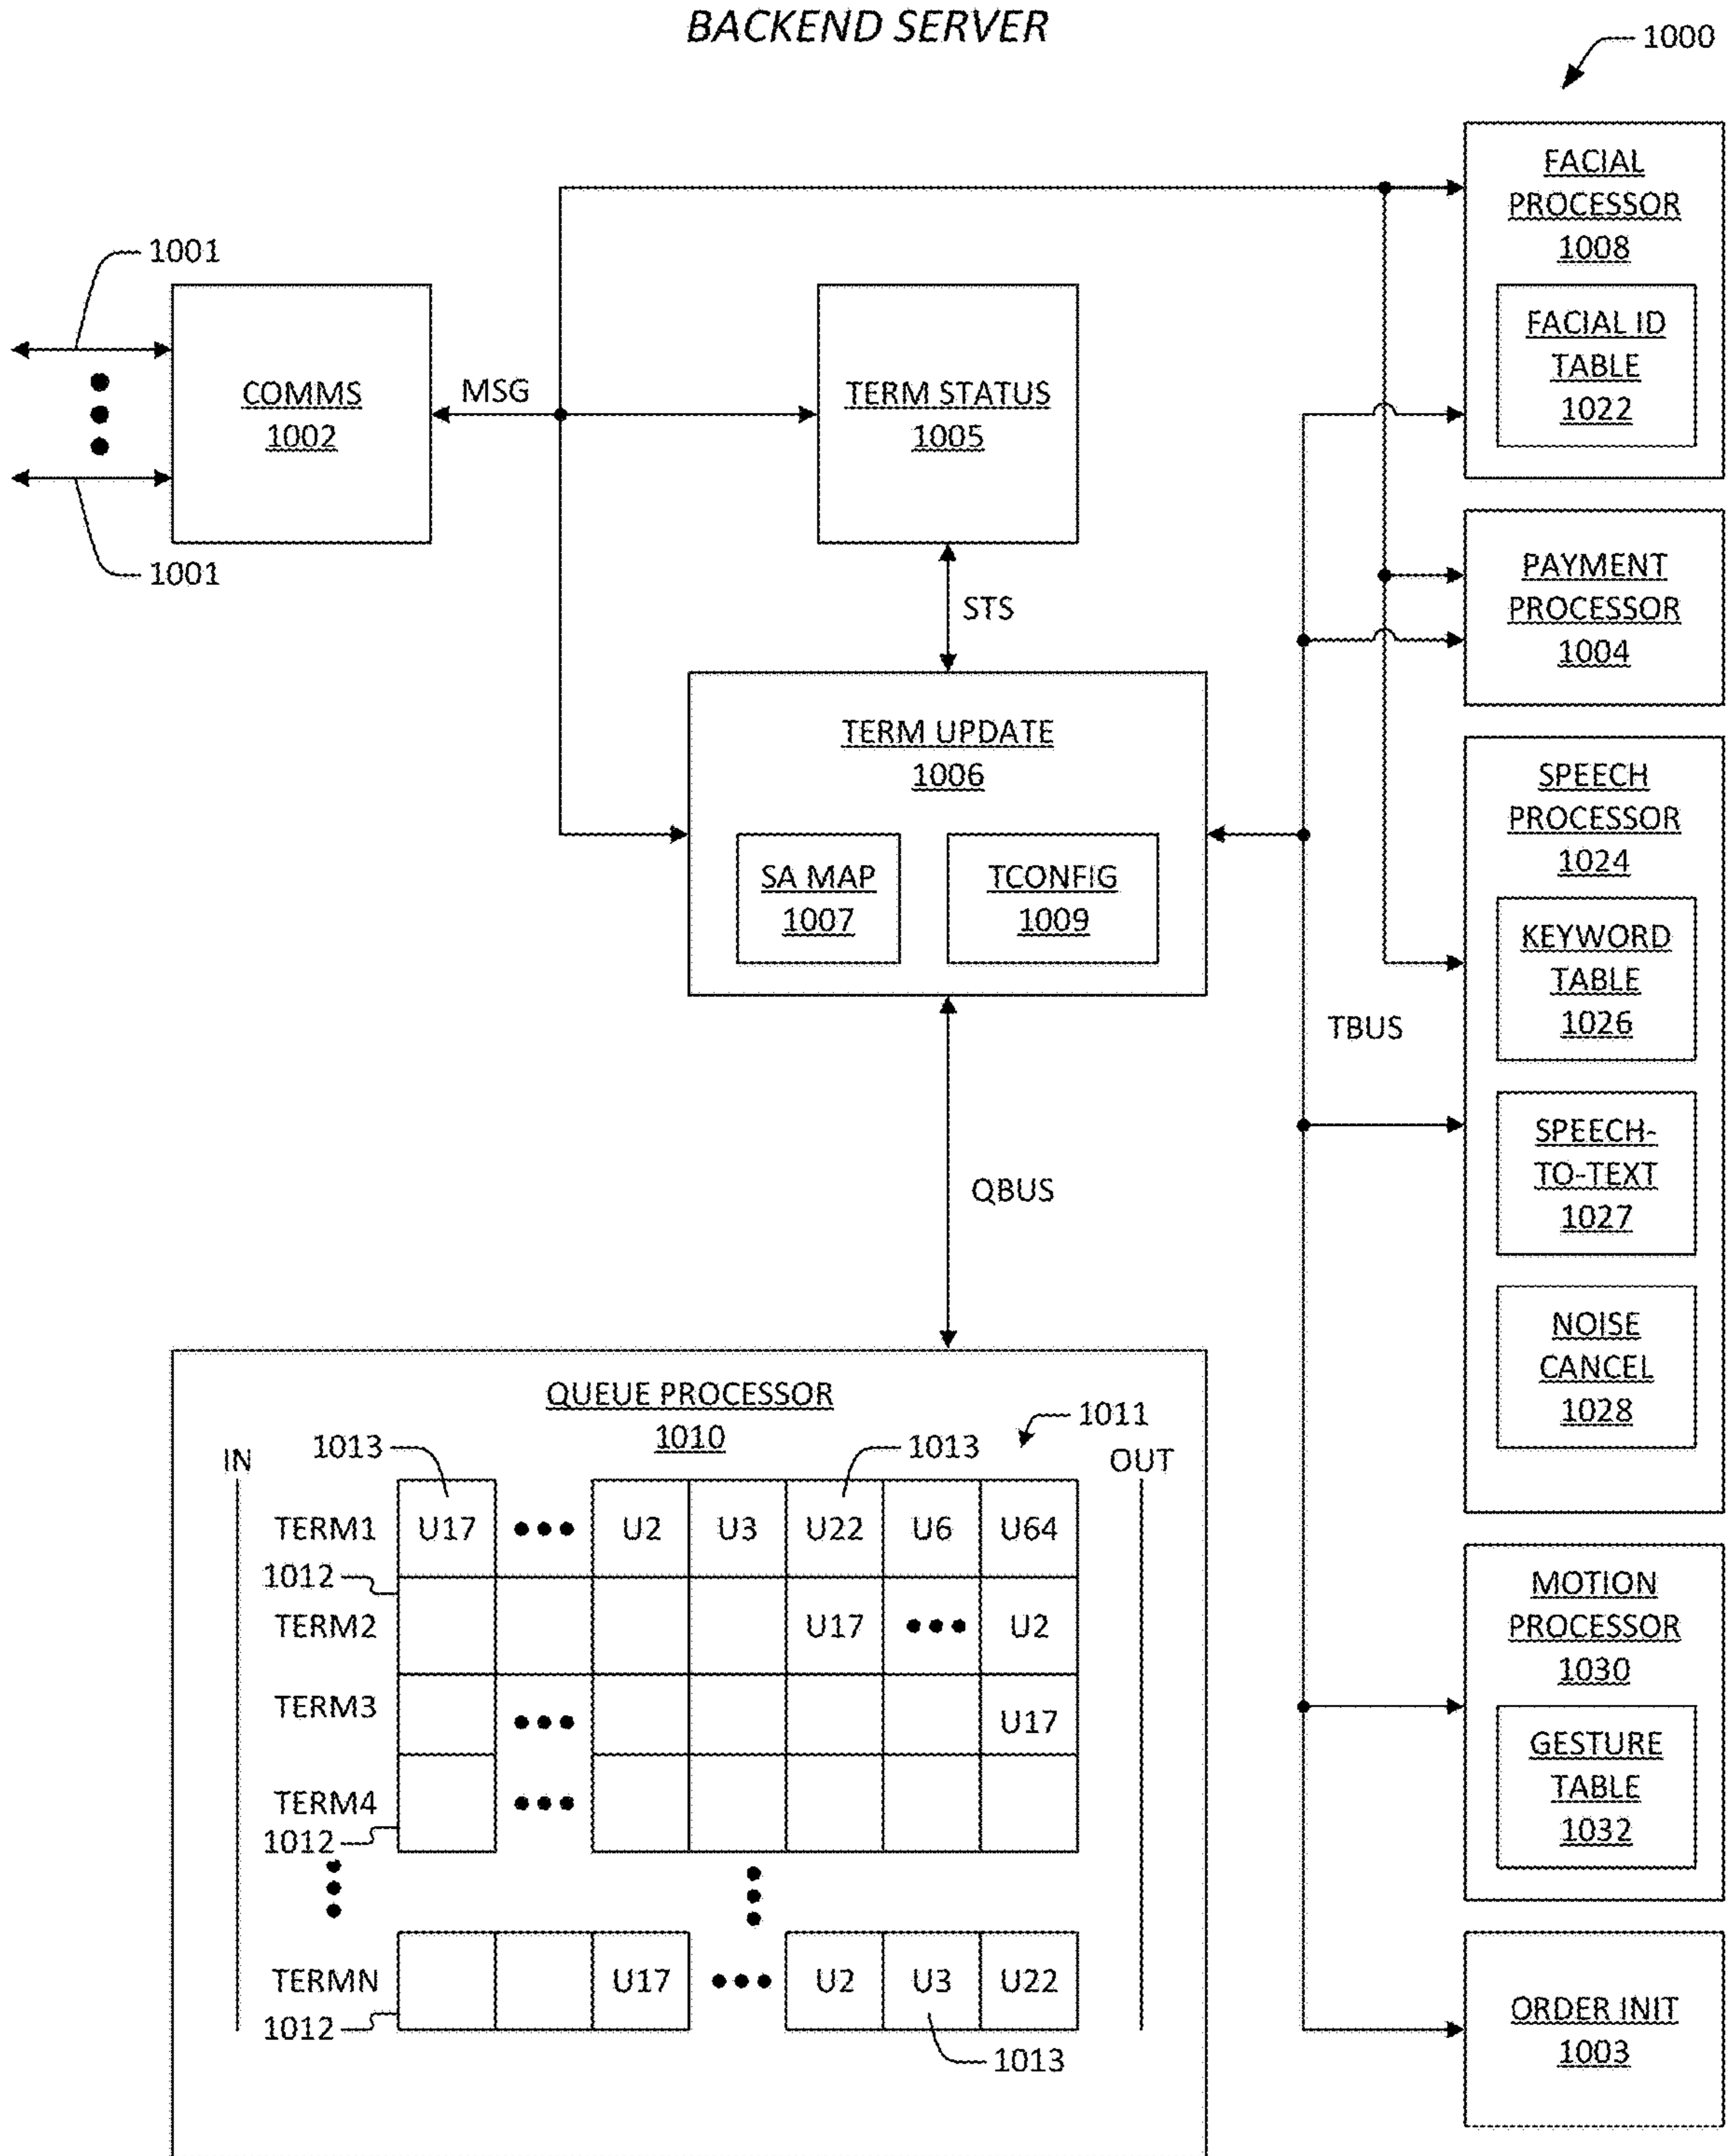 BACKEND SERVER
1000
FACIAL
PROCESSOR
1008
FACIAL ID
TABLE
1022
1001
COMMS
1002
MSG
TERM STATUS
1005
1001
STS
PAYMENT
PROCESSOR
1004
TERM UPDATE
1006
SA MAP
1007
TCONFIG
1009
SPEECH
PROCESSOR
1024
KEYWORD
TABLE
1026
TBUS
SPEECH-
TO-TEXT
1027
QBUS
NOISE
CANCEL
1028
QUEUE PROCESSOR
1010
1011
1013
1013
IN
OUT
TERM1 U17 ••• U2 U3 U22 U6 U64
1012
TERM2 U17 ••• U2
TERM3 ••• U17
TERM4 •••
1012
TERMN U17 ••• U2 U3 U22
1012
1013
MOTION
PROCESSOR
1030
GESTURE
TABLE
1032
ORDER INIT
1003